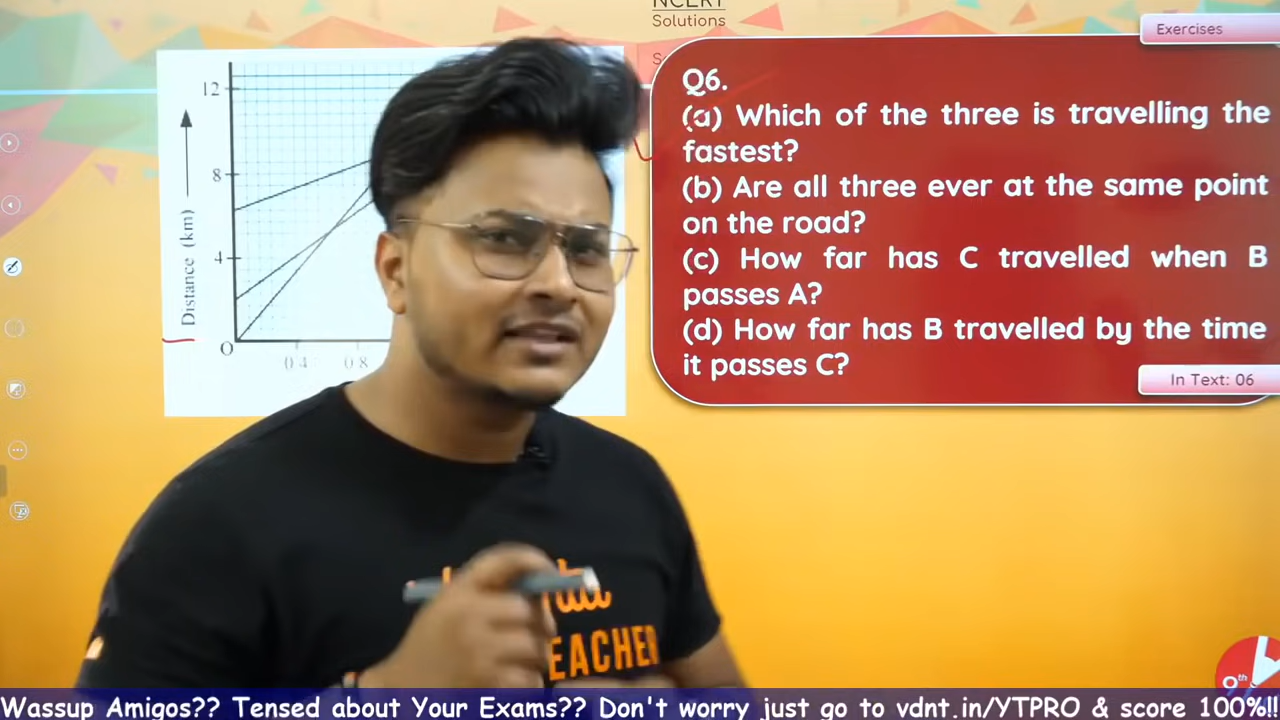 NCERT
Solutions
Exercises
Q6.
(a) Which of the three is travelling the
fastest?
(b) Are all three ever at the same point
on the road?
(c) How far has C travelled when B
passes A?
(d) How far has B travelled by the time
it passes C?
In Text: 06
12
8
4
Distance (km)
O
0.4
0.8
EACHER
9th
Wassup Amigos?? Tensed about Your Exams?? Don't worry just go to vdnt.in/YTPRO & score 100%!!